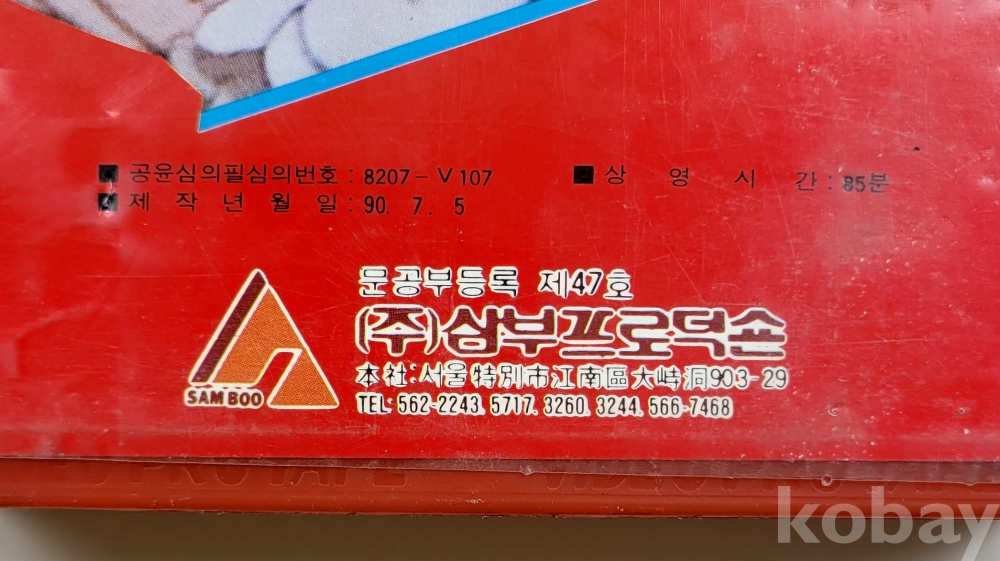 ■ 공윤심의필심의번호 : 8207-V107 ■ 상 영 시 간 : 85분
■ 제 작 년 월 일 : 90. 7. 5
문공부등록 제47호
(주)삼부프로덕숀
本社:서울特別市江南區大峙洞903-29
SAM BOO
TEL: 562-2243, 5717, 3260, 3244, 566-7468
kobay